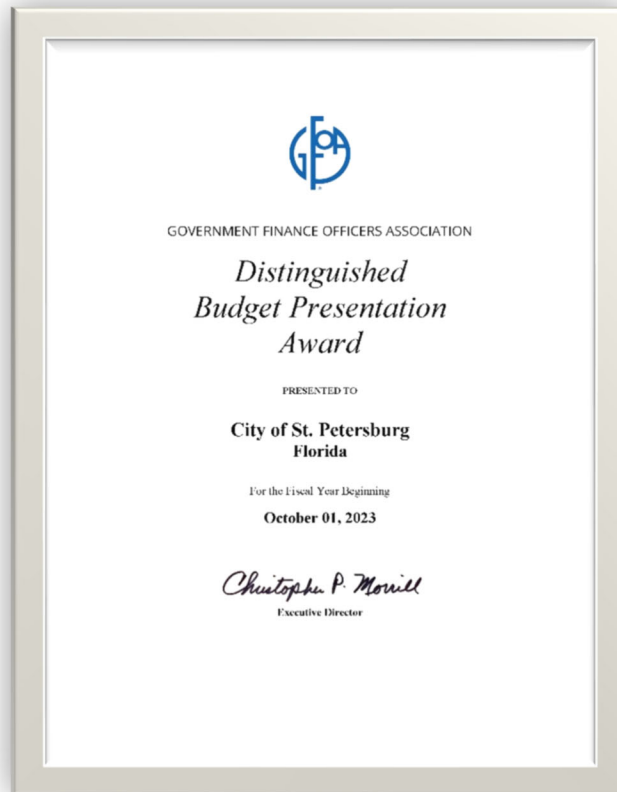 GFOA
GOVERNMENT FINANCE OFFICERS ASSOCIATION
Distinguished
Budget Presentation
Award
PRESENTED TO
City of St. Petersburg
Florida
For the Fiscal Year Beginning
October 01, 2023
Christopher P. Morrill
Executive Director